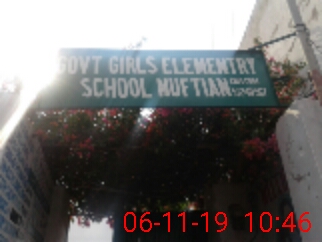 GOVT GIRLS ELEMENTRY
SCHOOL MUFTIAN
06-11-19 10:46